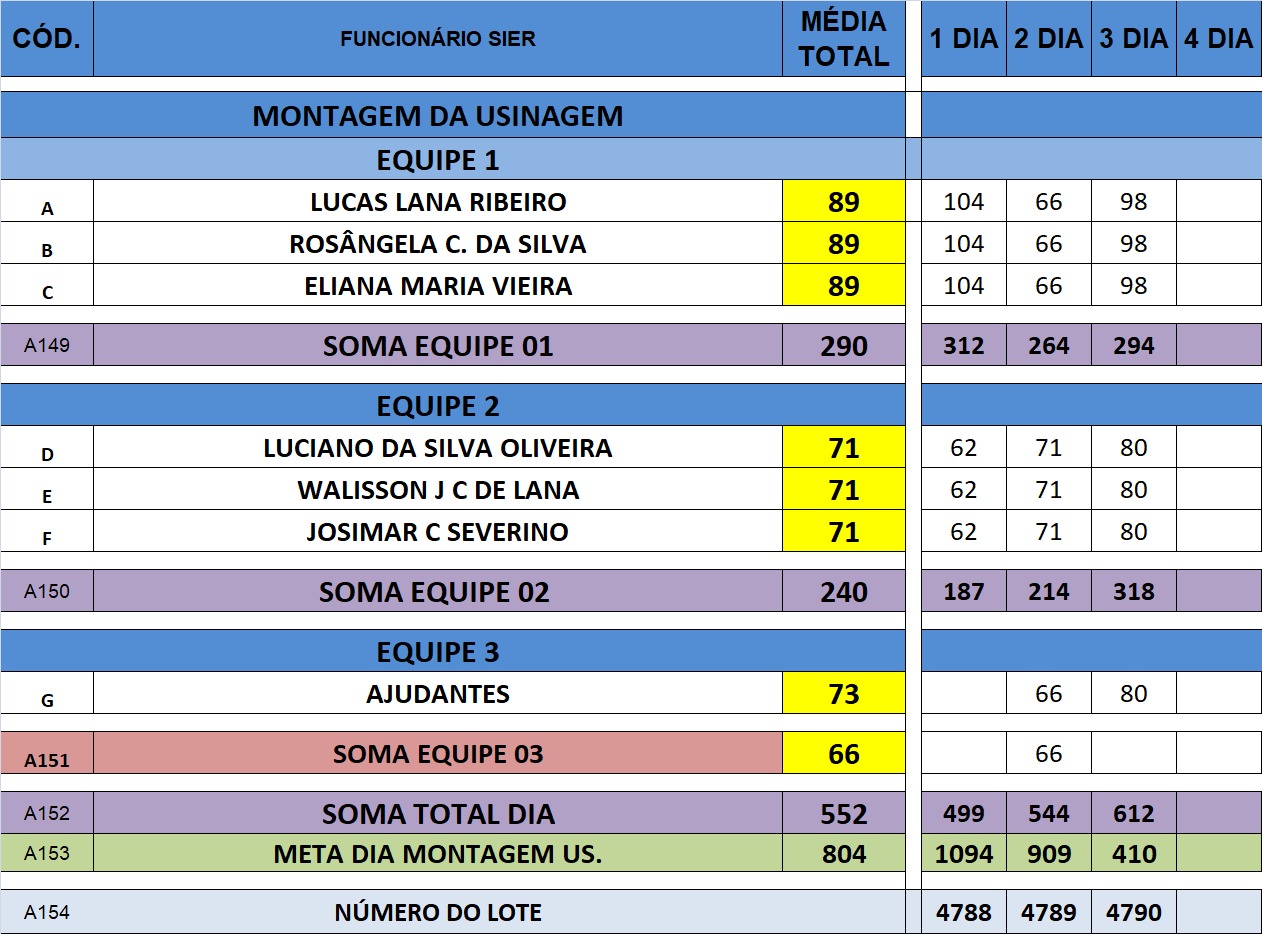 CÓD. FUNCIONÁRIO SIER MÉDIA TOTAL 1 DIA 2 DIA 3 DIA 4 DIA
MONTAGEM DA USINAGEM
EQUIPE 1
A LUCAS LANA RIBEIRO 89 104 66 98
B ROSÂNGELA C. DA SILVA 89 104 66 98
C ELIANA MARIA VIEIRA 89 104 66 98
A149 SOMA EQUIPE 01 290 312 264 294
EQUIPE 2
D LUCIANO DA SILVA OLIVEIRA 71 62 71 80
E WALISSON J C DE LANA 71 62 71 80
F JOSIMAR C SEVERINO 71 62 71 80
A150 SOMA EQUIPE 02 240 187 214 318
EQUIPE 3
G AJUDANTES 73 66 80
A151 SOMA EQUIPE 03 66 66
A152 SOMA TOTAL DIA 552 499 544 612
A153 META DIA MONTAGEM US. 804 1094 909 410
A154 NÚMERO DO LOTE 4788 4789 4790